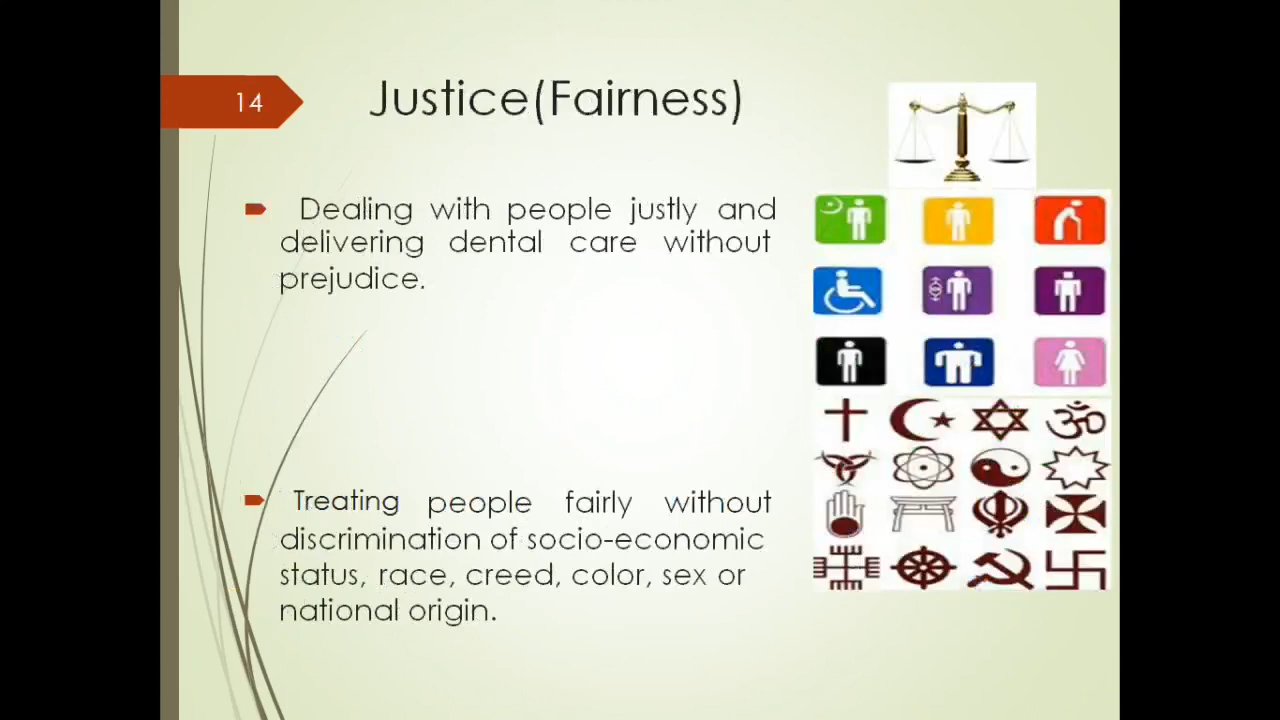 14
Justice(Fairness)
Dealing with people justly and
delivering dental care without
prejudice.
Treating people fairly without
discrimination of socio-economic
status, race, creed, color, sex or
national origin.